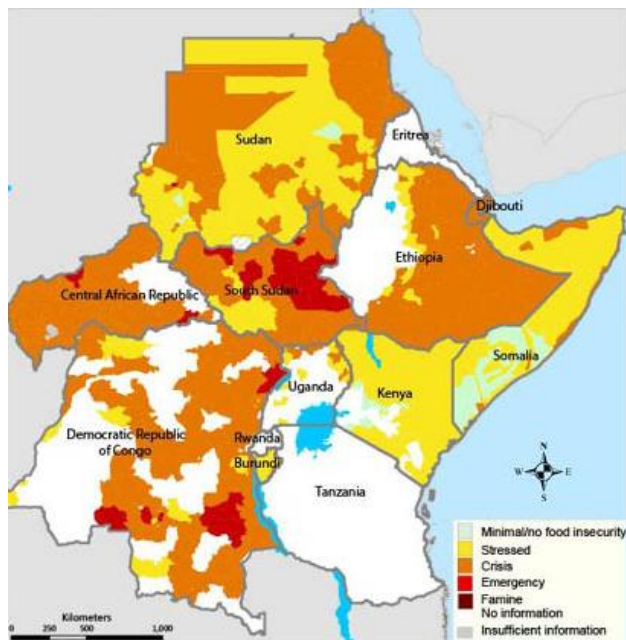 Sudan
Eritrea
Djibouti
Ethiopia
Central African Republic
South Sudan
Somalia
Uganda
Kenya
Democratic Republic
of Congo
Rwanda
Burundi
Tanzania
N
W E
S
Minimal/no food insecurity
Stressed
Crisis
Emergency
Famine
No information
Insufficient information
Kilometers
0 500 1,000